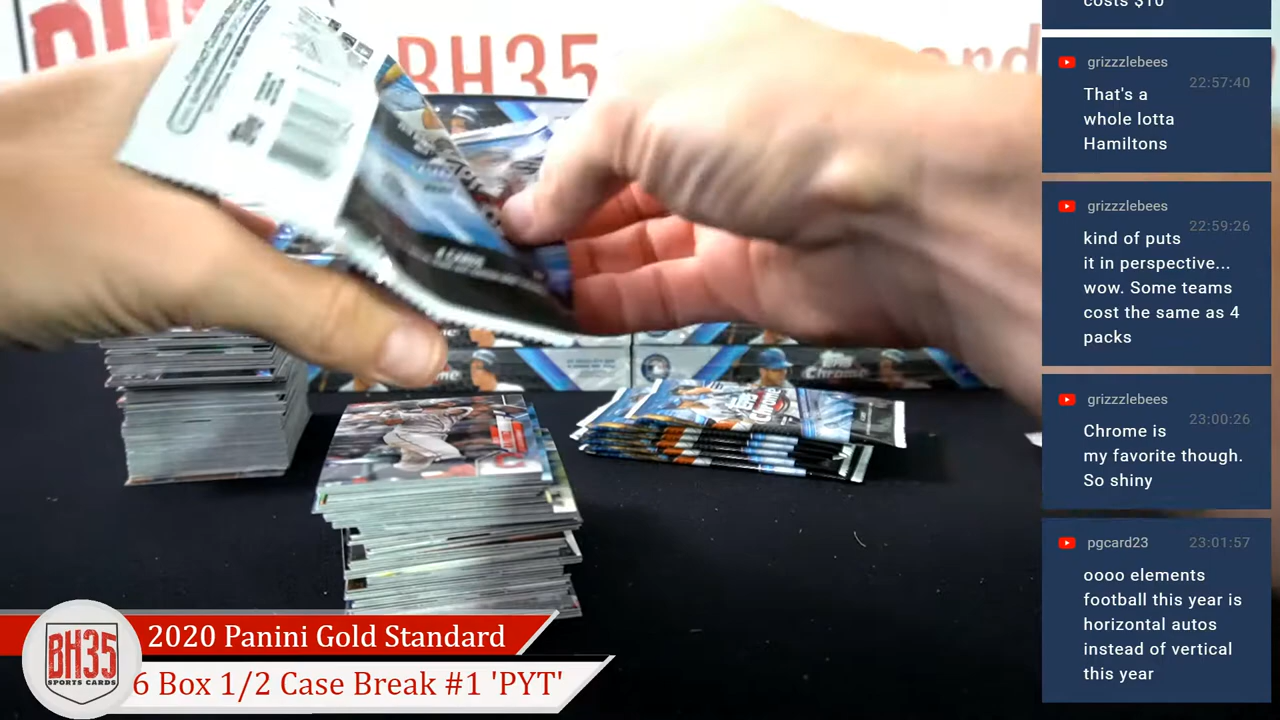 costs $10
BH35
grizzzlebees
22:57:40
That's a
whole lotta
Hamiltons
grizzzlebees
22:59:26
kind of puts
it in perspective...
wow. Some teams
cost the same as 4
packs
grizzzlebees
23:00:26
Chrome is
my favorite though.
So shiny
pgcard23
23:01:57
oooo elements
football this year is
horizontal autos
instead of vertical
this year
Chrome
BH35
SPORTS CARDS
2020 Panini Gold Standard
6 Box 1/2 Case Break #1 'PYT'